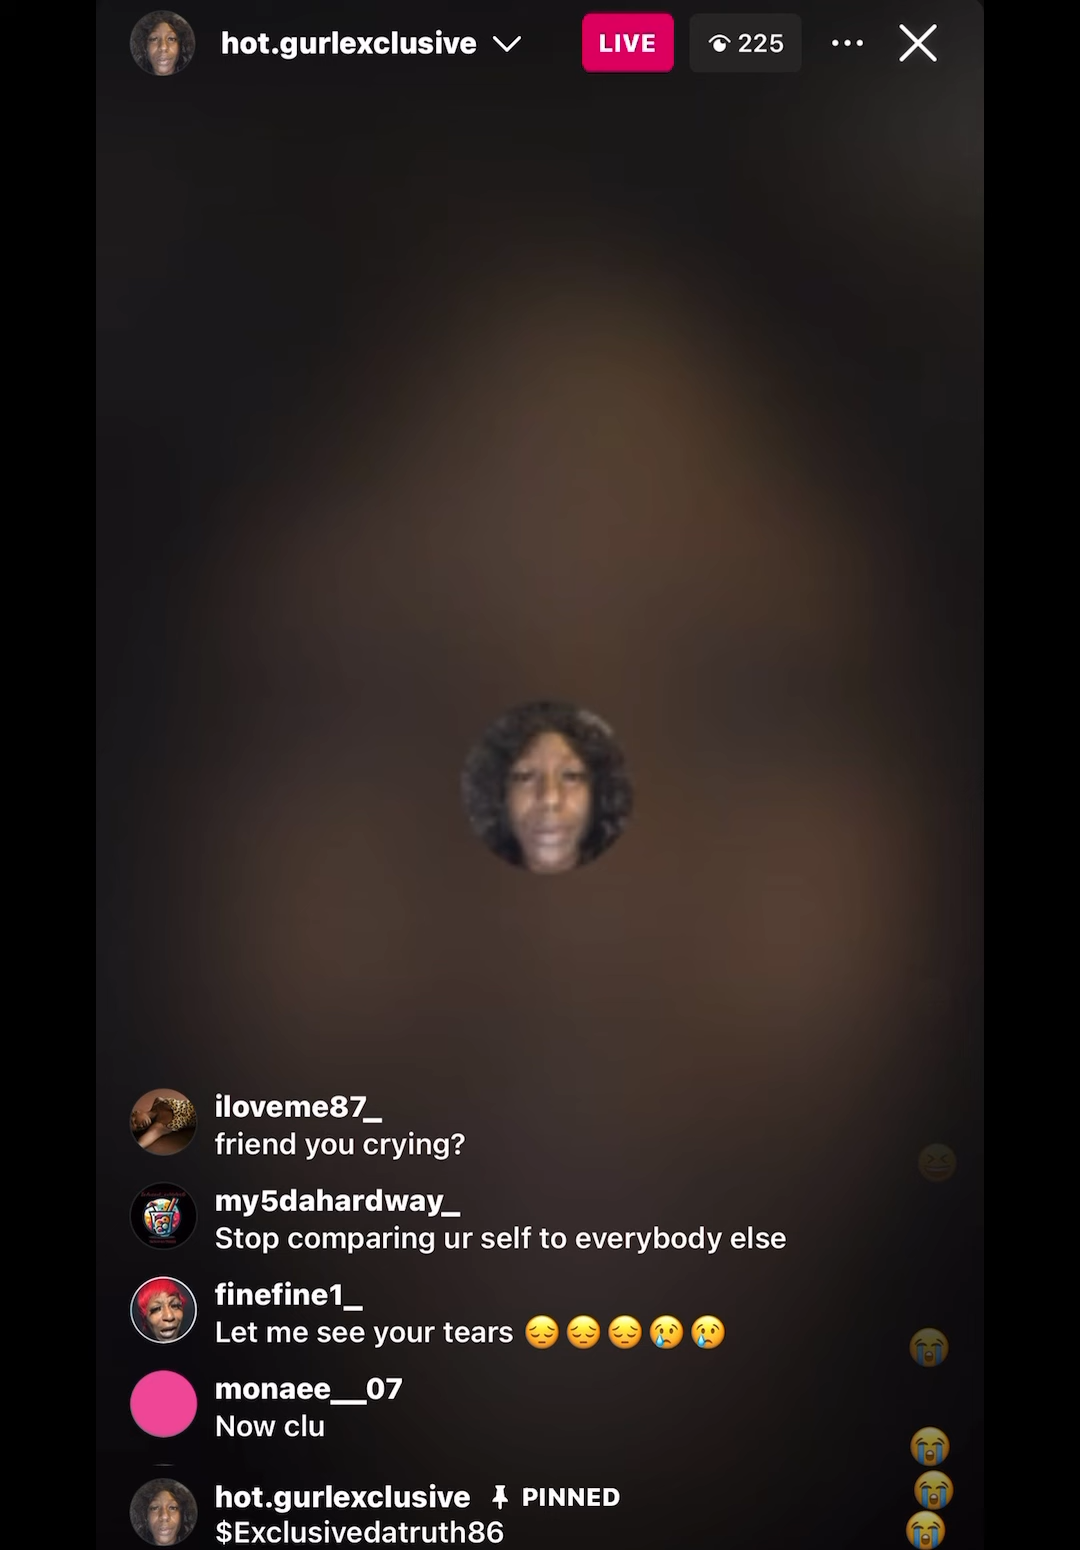 hot.gurlexclusive
LIVE
225
iloveme87_
friend you crying?
my5dahardway_
Stop comparing ur self to everybody else
finefine1_
Let me see your tears 😔😔😔😢😢
monaee__07
Now clu
hot.gurlexclusive PINNED
$Exclusivedatruth86